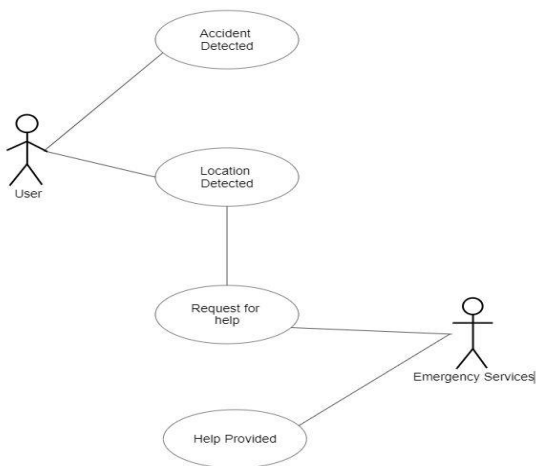 Accident
Detected
Location
Detected
User
Request for
help
Emergency Services
Help Provided